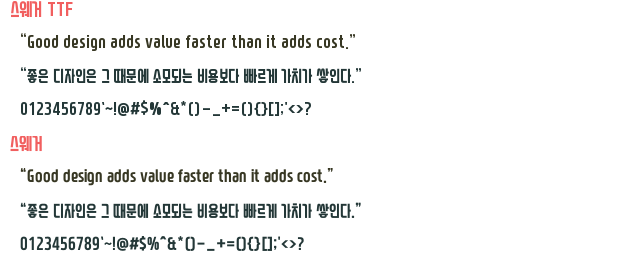 스웨거 TTF
“Good design adds value faster than it adds cost.”
“좋은 디자인은 그 때문에 소모되는 비용보다 빠르게 가치가 쌓인다.”
0123456789`~!@#$%^&*()-_+=(){}[];'<>?
스웨거
“Good design adds value faster than it adds cost.”
“좋은 디자인은 그 때문에 소모되는 비용보다 빠르게 가치가 쌓인다.”
0123456789`~!@#$%^&*()-_+=(){}[];'<>?